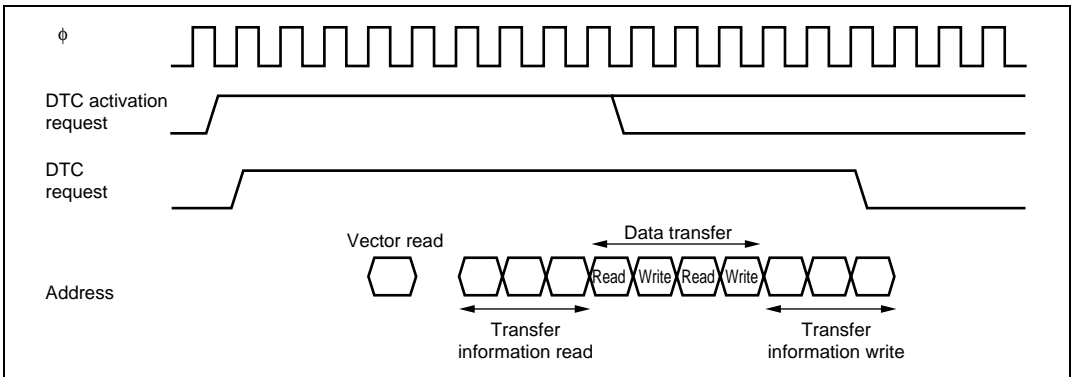 φ
DTC activation
request
DTC
request
Vector read
Data transfer
Read Write Read Write
Address
Transfer
information read
Transfer
information write